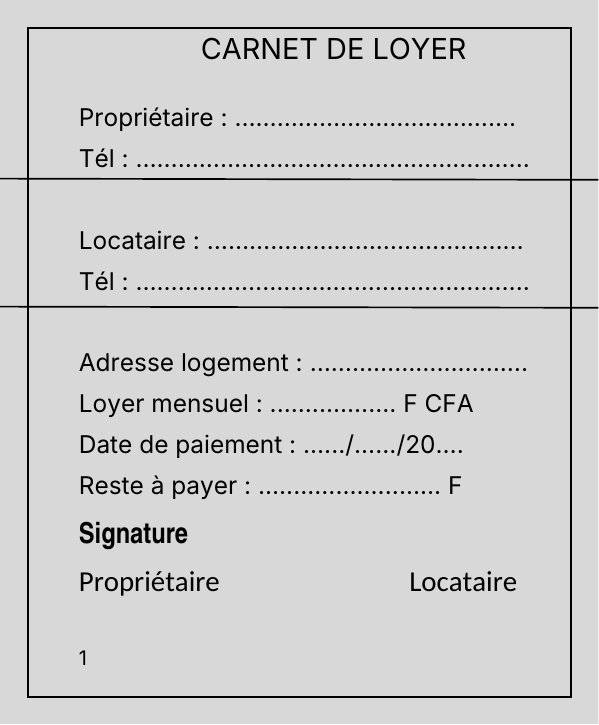 CARNET DE LOYER
Propriétaire : ........................................
Tél : ........................................................
Locataire : .............................................
Tél : ........................................................
Adresse logement : ...............................
Loyer mensuel : .................. F CFA
Date de paiement : ....../....../20....
Reste à payer : .......................... F
Signature
Propriétaire Locataire
1